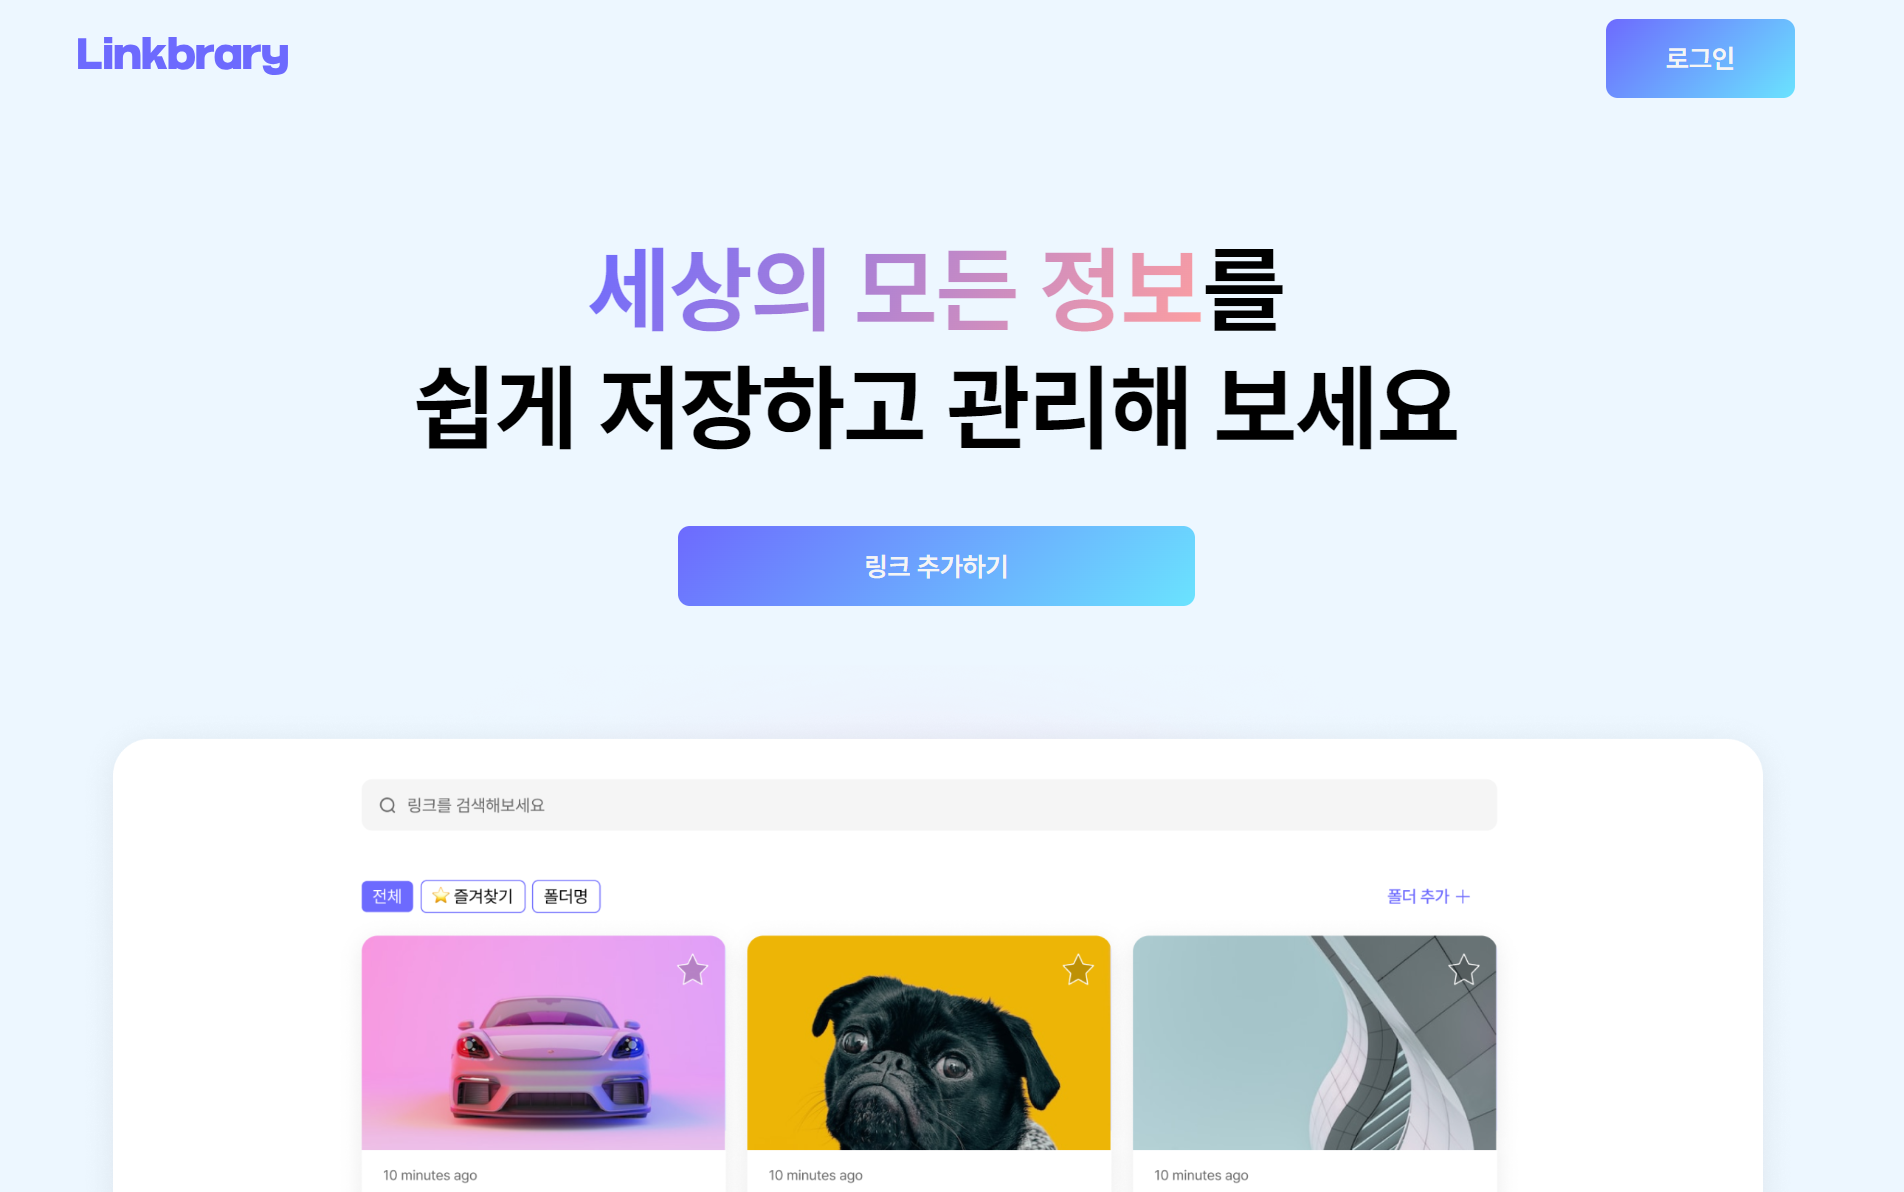 Linkbrary
로그인
세상의 모든 정보를
쉽게 저장하고 관리해 보세요
링크 추가하기
링크를 검색해보세요
전체 ⭐ 즐겨찾기 폴더명 폴더 추가 +
10 minutes ago 10 minutes ago 10 minutes ago